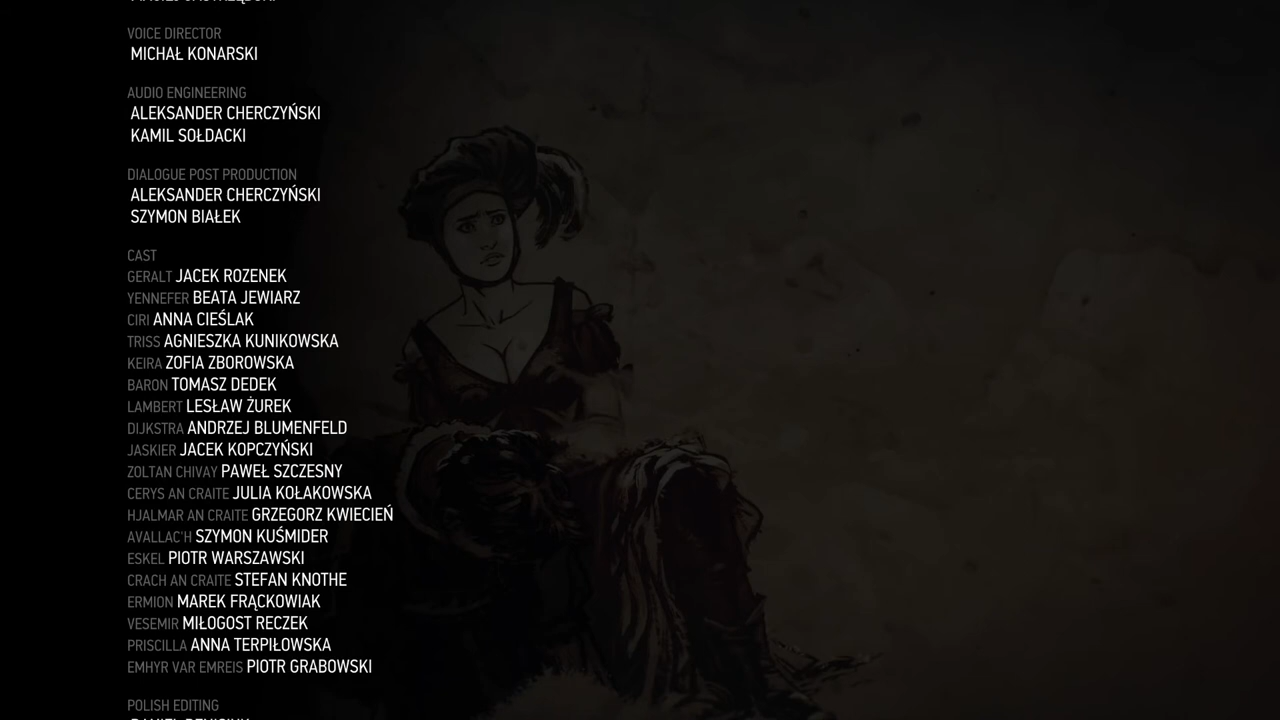 VOICE DIRECTOR
MICHAŁ KONARSKI
AUDIO ENGINEERING
ALEKSANDER CHERCZYŃSKI
KAMIL SOŁDACKI
DIALOGUE POST PRODUCTION
ALEKSANDER CHERCZYŃSKI
SZYMON BIAŁEK
CAST
GERALT JACEK ROZENEK
YENNEFER BEATA JEWIARZ
CIRI ANNA CIEŚLAK
TRISS AGNIESZKA KUNIKOWSKA
KEIRA ZOFIA ZBOROWSKA
BARON TOMASZ DEDEK
LAMBERT LESŁAW ŻUREK
DIJKSTRA ANDRZEJ BLUMENFELD
JASKIER JACEK KOPCZYŃSKI
ZOLTAN CHIVAY PAWEŁ SZCZESNY
CERYS AN CRAITE JULIA KOŁAKOWSKA
HJALMAR AN CRAITE GRZEGORZ KWIECIEŃ
AVALLAC'H SZYMON KUŚMIDER
ESKEL PIOTR WARSZAWSKI
CRACH AN CRAITE STEFAN KNOTHE
ERMION MAREK FRĄCKOWIAK
VESEMIR MIŁOGOST RECZEK
PRISCILLA ANNA TERPIŁOWSKA
EMHYR VAR EMREIS PIOTR GRABOWSKI
POLISH EDITING